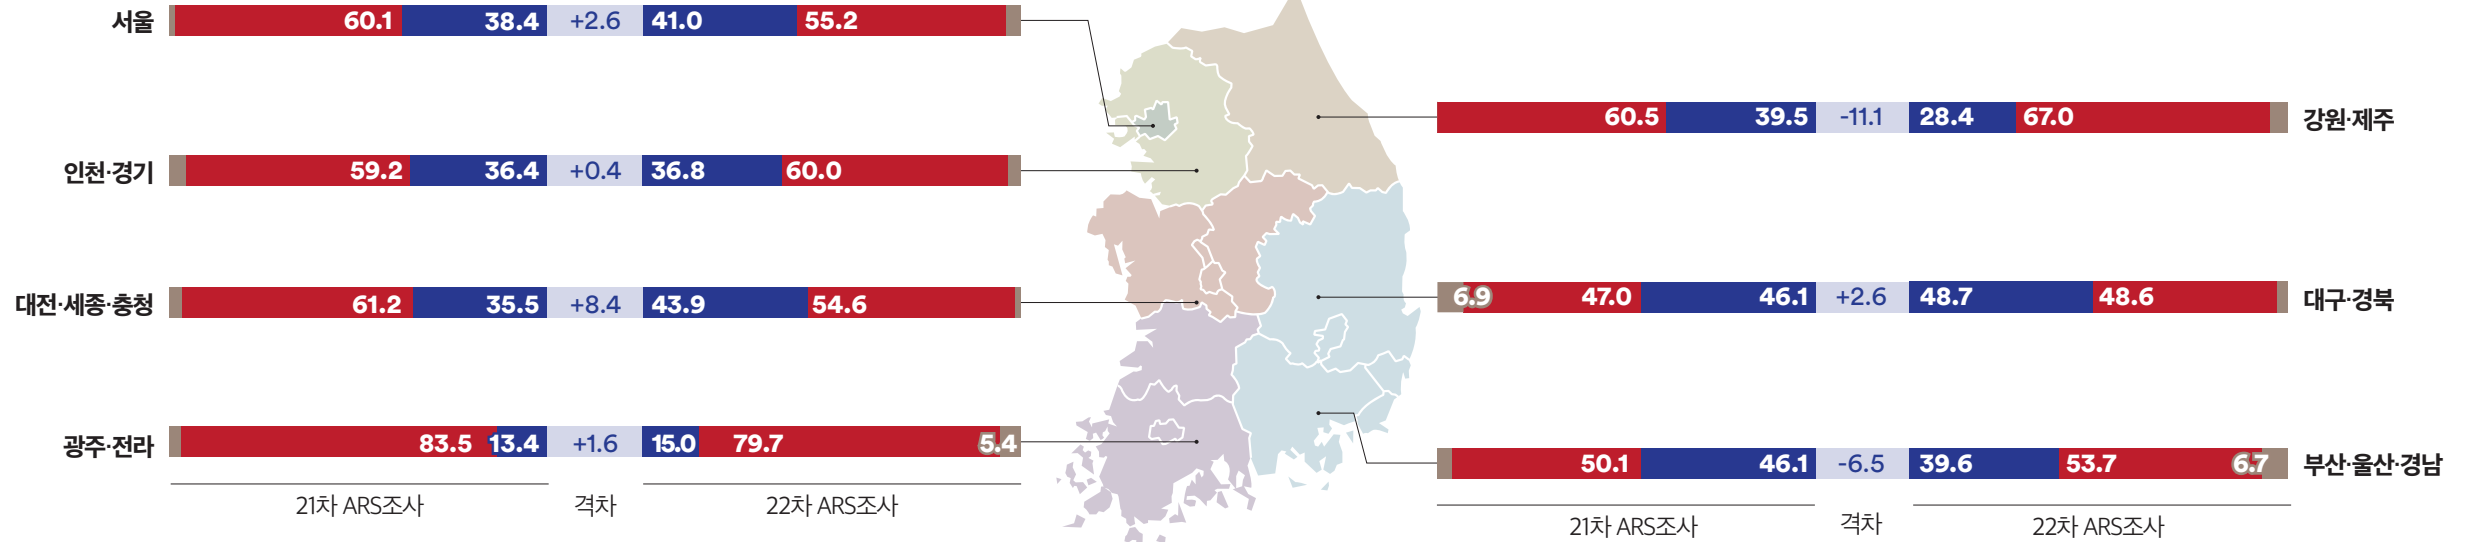 서울 60.1 38.4 +2.6 41.0 55.2
인천·경기 59.2 36.4 +0.4 36.8 60.0
대전·세종·충청 61.2 35.5 +8.4 43.9 54.6
광주·전라 83.5 13.4 +1.6 15.0 79.7 5.4
21차 ARS조사 격차 22차 ARS조사
60.5 39.5 -11.1 28.4 67.0 강원·제주
6.9 47.0 46.1 +2.6 48.7 48.6 대구·경북
50.1 46.1 -6.5 39.6 53.7 6.7 부산·울산·경남
21차 ARS조사 격차 22차 ARS조사